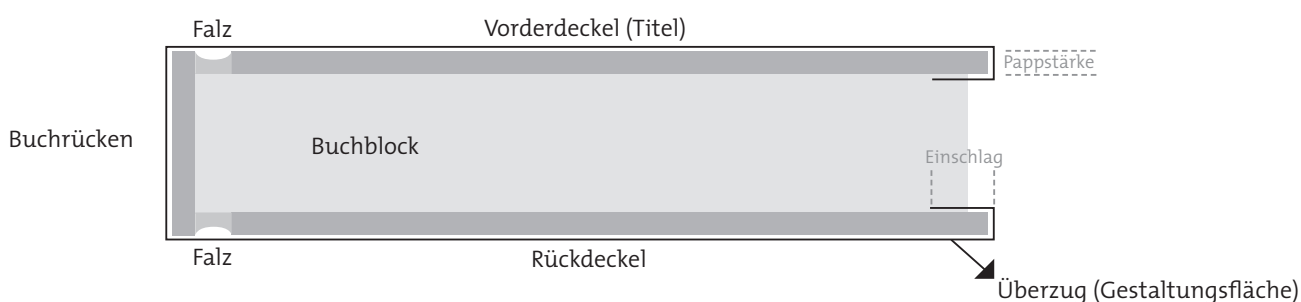 Falz
Vorderdeckel (Titel)
Pappstärke
Buchrücken
Buchblock
Einschlag
Falz
Rückdeckel
Überzug (Gestaltungsfläche)